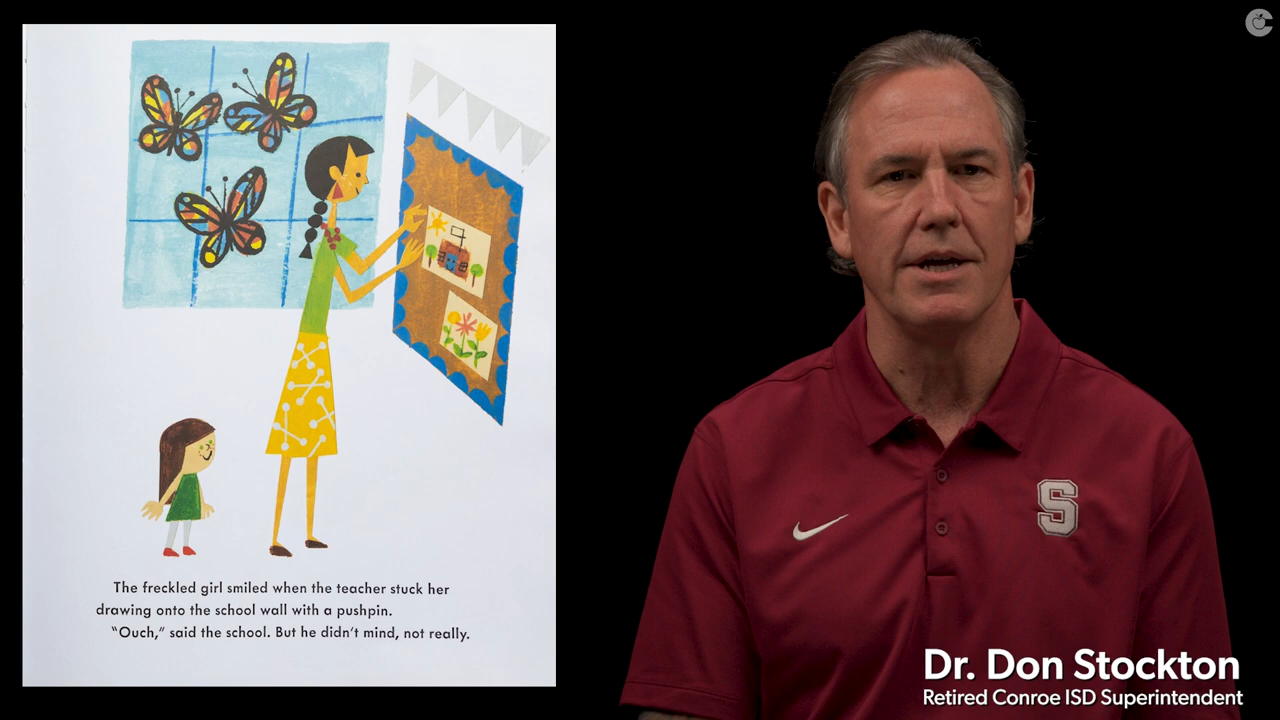 The freckled girl smiled when the teacher stuck her
drawing onto the school wall with a pushpin.
“Ouch,” said the school. But he didn’t mind, not really.
S
Dr. Don Stockton
Retired Conroe ISD Superintendent